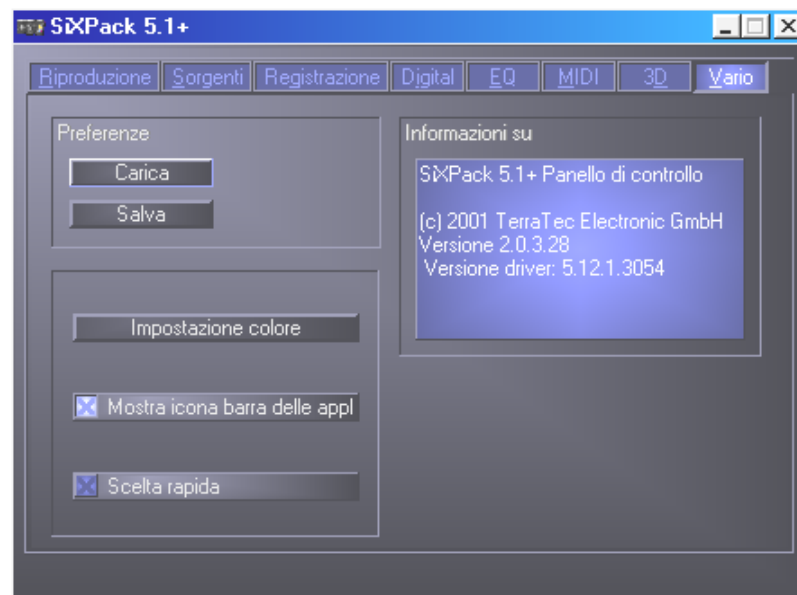 SiXPack 5.1+
Riproduzione Sorgenti Registrazione Digital EQ MIDI 3D Vario
Preferenze
Carica
Salva
Impostazione colore
Mostra icona barra delle appl
Scelta rapida
Informazioni su
SiXPack 5.1+ Panello di controllo
(c) 2001 TerraTec Electronic GmbH
Versione 2.0.3.28
Versione driver: 5.12.1.3054